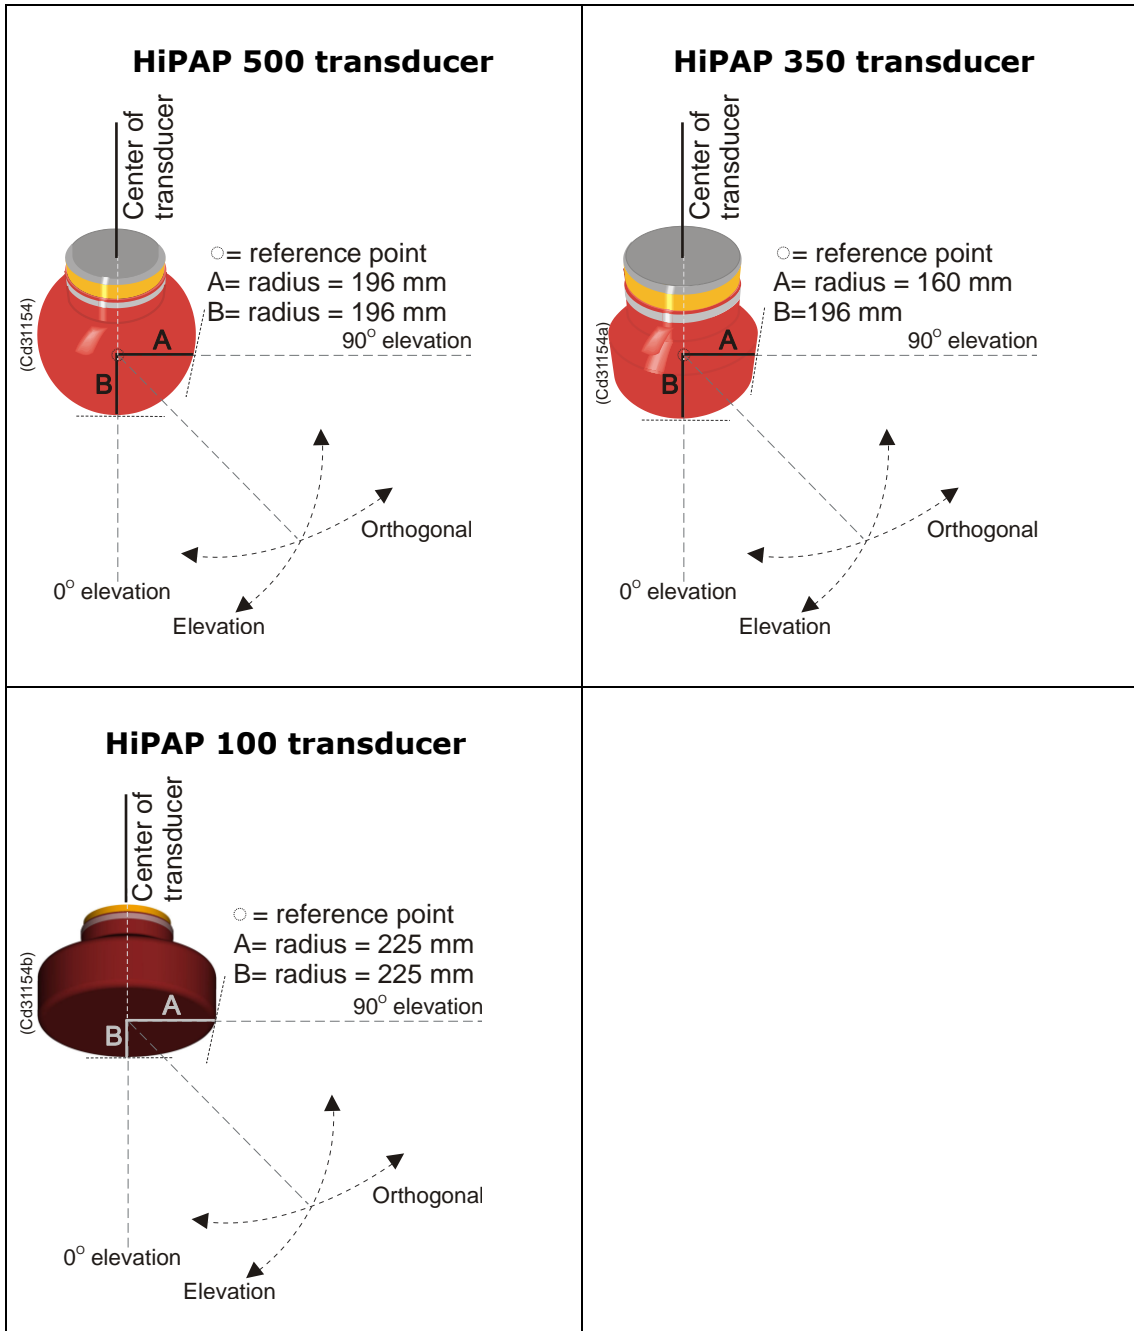 HiPAP 500 transducer
Center of
transducer
= reference point
A= radius = 196 mm
B= radius = 196 mm
90° elevation
(Cd31154)
A
B
Orthogonal
0° elevation
Elevation
HiPAP 350 transducer
Center of
transducer
= reference point
A= radius = 160 mm
B=196 mm
90° elevation
(Cd31154a)
A
B
Orthogonal
0° elevation
Elevation
HiPAP 100 transducer
Center of
transducer
= reference point
A= radius = 225 mm
B= radius = 225 mm
90° elevation
(Cd31154b)
A
B
Orthogonal
0° elevation
Elevation